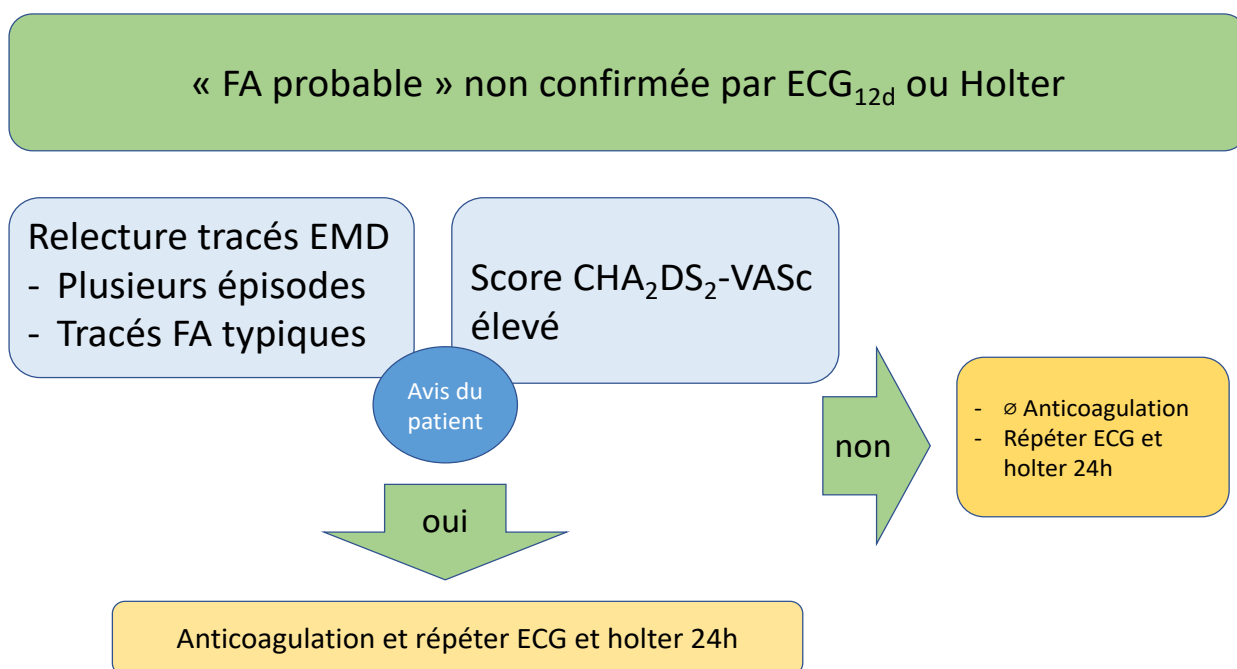 « FA probable » non confirmée par ECG12d ou Holter
Relecture tracés EMD
- Plusieurs épisodes
- Tracés FA typiques
Score CHA2DS2-VASc
élevé
Avis du
patient
non
- ∅ Anticoagulation
- Répéter ECG et
holter 24h
oui
Anticoagulation et répéter ECG et holter 24h